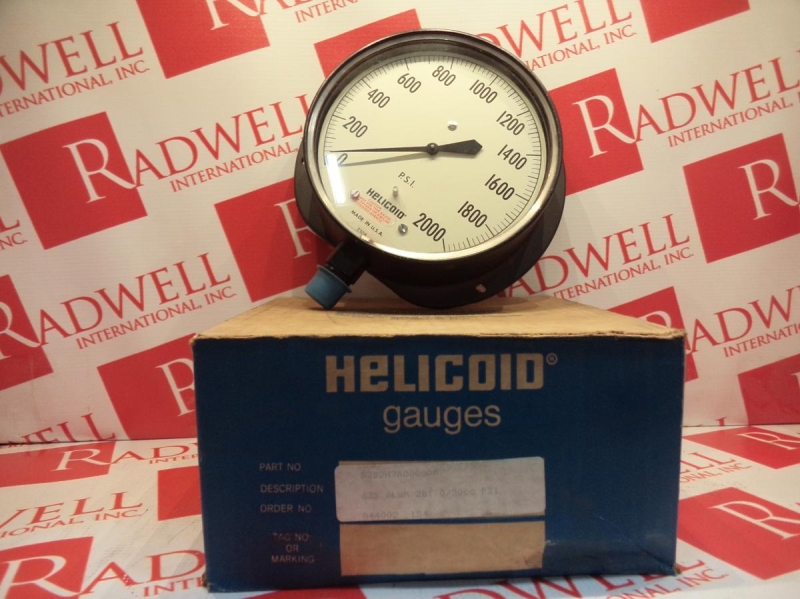 RADWELL
INTERNATIONAL, INC.
0
200
400
600
800
1000
1200
1400
1600
1800
2000
P.S.I.
HELICOID
MADE IN U.S.A.
HELICOID®
gauges
PART NO
DESCRIPTION
ORDER NO
TAG NO
OR
MARKING